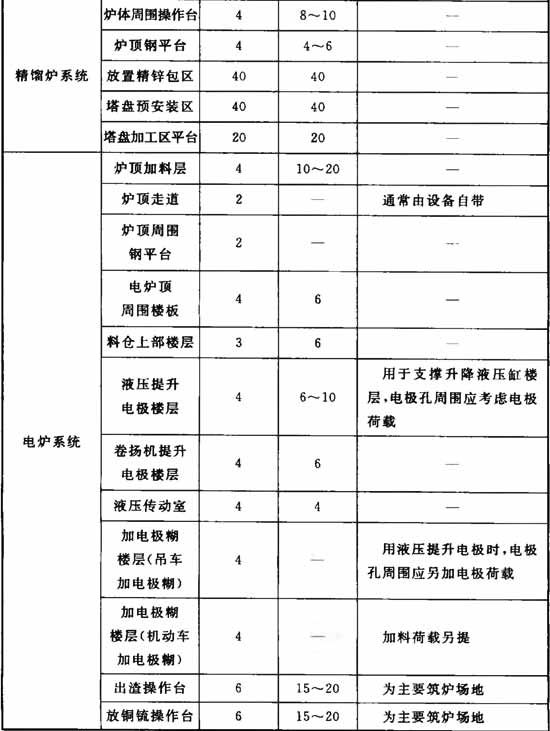 精馏炉系统
炉体周围操作台 4 8～10 —
炉顶钢平台 4 4～6 —
放置精锌包区 40 40 —
塔盘预安装区 40 40 —
塔盘加工区平台 20 20 —
电炉系统
炉顶加料层 4 10～20 —
炉顶走道 2 — 通常由设备自带
炉顶周围
钢平台 2 — —
电炉顶
周围楼板 4 6 —
料仓上部楼层 3 6 —
液压提升
电极楼层 4 6～10 用于支撑升降液压缸楼
层，电极孔周围应考虑电极
荷载
卷扬机提升
电极楼层 4 6 —
液压传动室 4 4 —
加电极糊
楼层（吊车
加电极糊） 4 — 用液压提升电极时，电极
孔周围应另加电极荷载
加电极糊
楼层（机动车
加电极糊） 4 — 加料荷载另提
出渣操作台 6 15～20 为主要筑炉场地
放铜锍操作台 6 15～20 为主要筑炉场地